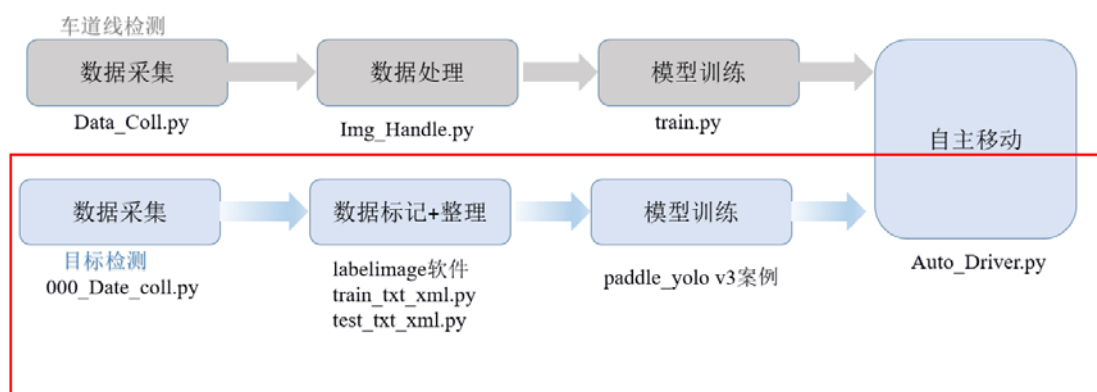 车道线检测
数据采集
数据处理
模型训练
Data_Coll.py
Img_Handle.py
train.py
自主移动
数据采集
数据标记+整理
模型训练
目标检测
000_Date_coll.py
labelimage软件
train_txt_xml.py
test_txt_xml.py
paddle_yolo v3案例
Auto_Driver.py